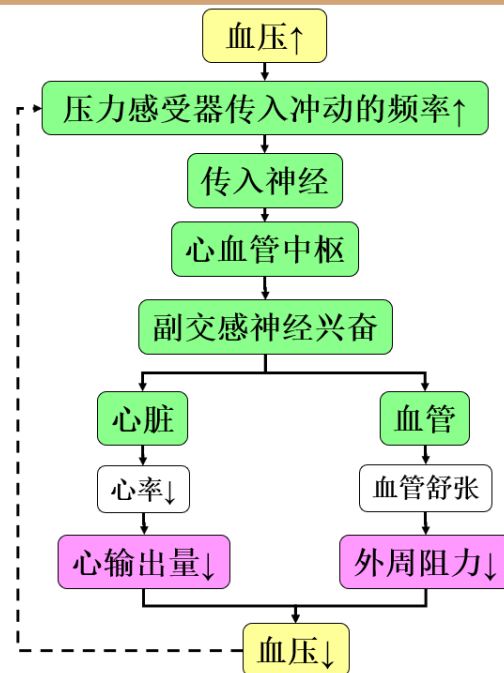 血压↑
压力感受器传入冲动的频率↑
传入神经
心血管中枢
副交感神经兴奋
心脏
血管
心率↓
血管舒张
心输出量↓
外周阻力↓
血压↓